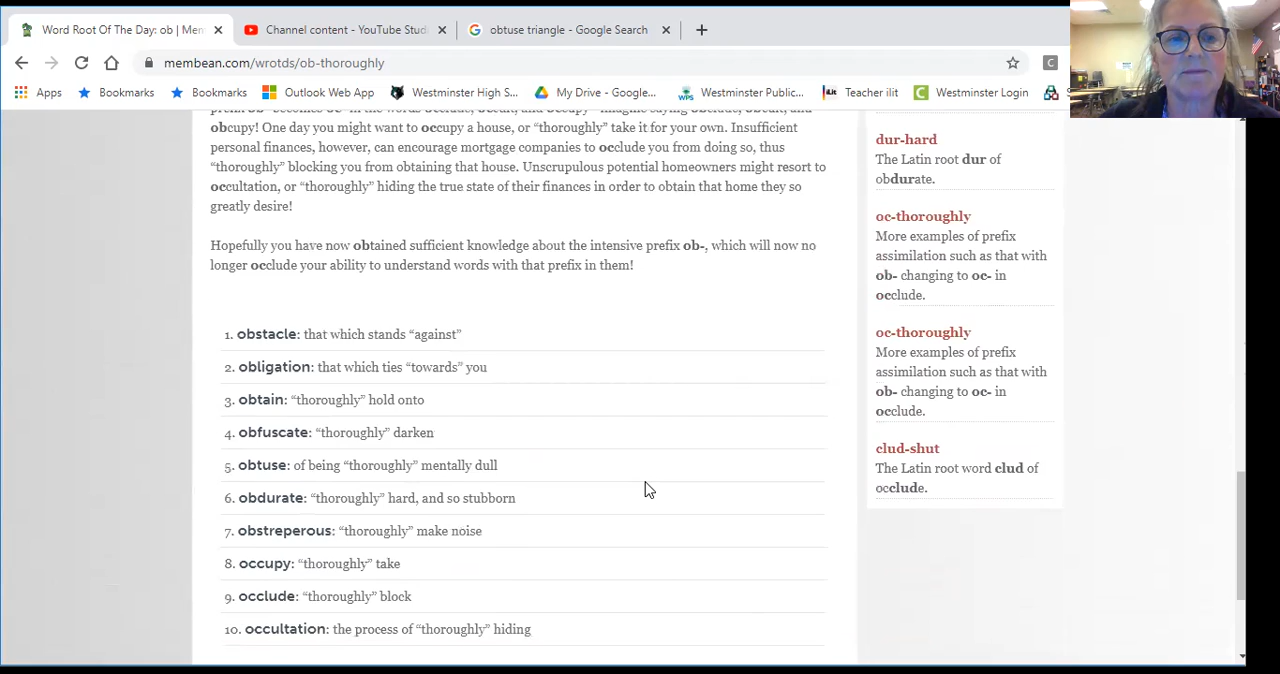 Word Root Of The Day: ob | Mem
Channel content - YouTube Studi
obtuse triangle - Google Search
membean.com/wrotds/ob-thoroughly
Apps
Bookmarks
Bookmarks
Outlook Web App
Westminster High S...
My Drive - Google...
WPS
Westminster Public...
iLit
Teacher ilit
Westminster Login
obcupy! One day you might want to occupy a house, or “thoroughly” take it for your own. Insufficient
personal finances, however, can encourage mortgage companies to occlude you from doing so, thus
“thoroughly” blocking you from obtaining that house. Unscrupulous potential homeowners might resort to
occultation, or “thoroughly” hiding the true state of their finances in order to obtain that home they so
greatly desire!
Hopefully you have now obtained sufficient knowledge about the intensive prefix ob-, which will now no
longer occlude your ability to understand words with that prefix in them!
1. obstacle: that which stands “against”
2. obligation: that which ties “towards” you
3. obtain: “thoroughly” hold onto
4. obfuscate: “thoroughly” darken
5. obtuse: of being “thoroughly” mentally dull
6. obdurate: “thoroughly” hard, and so stubborn
7. obstreperous: “thoroughly” make noise
8. occupy: “thoroughly” take
9. occlude: “thoroughly” block
10. occultation: the process of “thoroughly” hiding
dur-hard
The Latin root dur of
obdurate.
oc-thoroughly
More examples of prefix
assimilation such as that with
ob- changing to oc- in
occlude.
oc-thoroughly
More examples of prefix
assimilation such as that with
ob- changing to oc- in
occlude.
clud-shut
The Latin root word clud of
occlude.